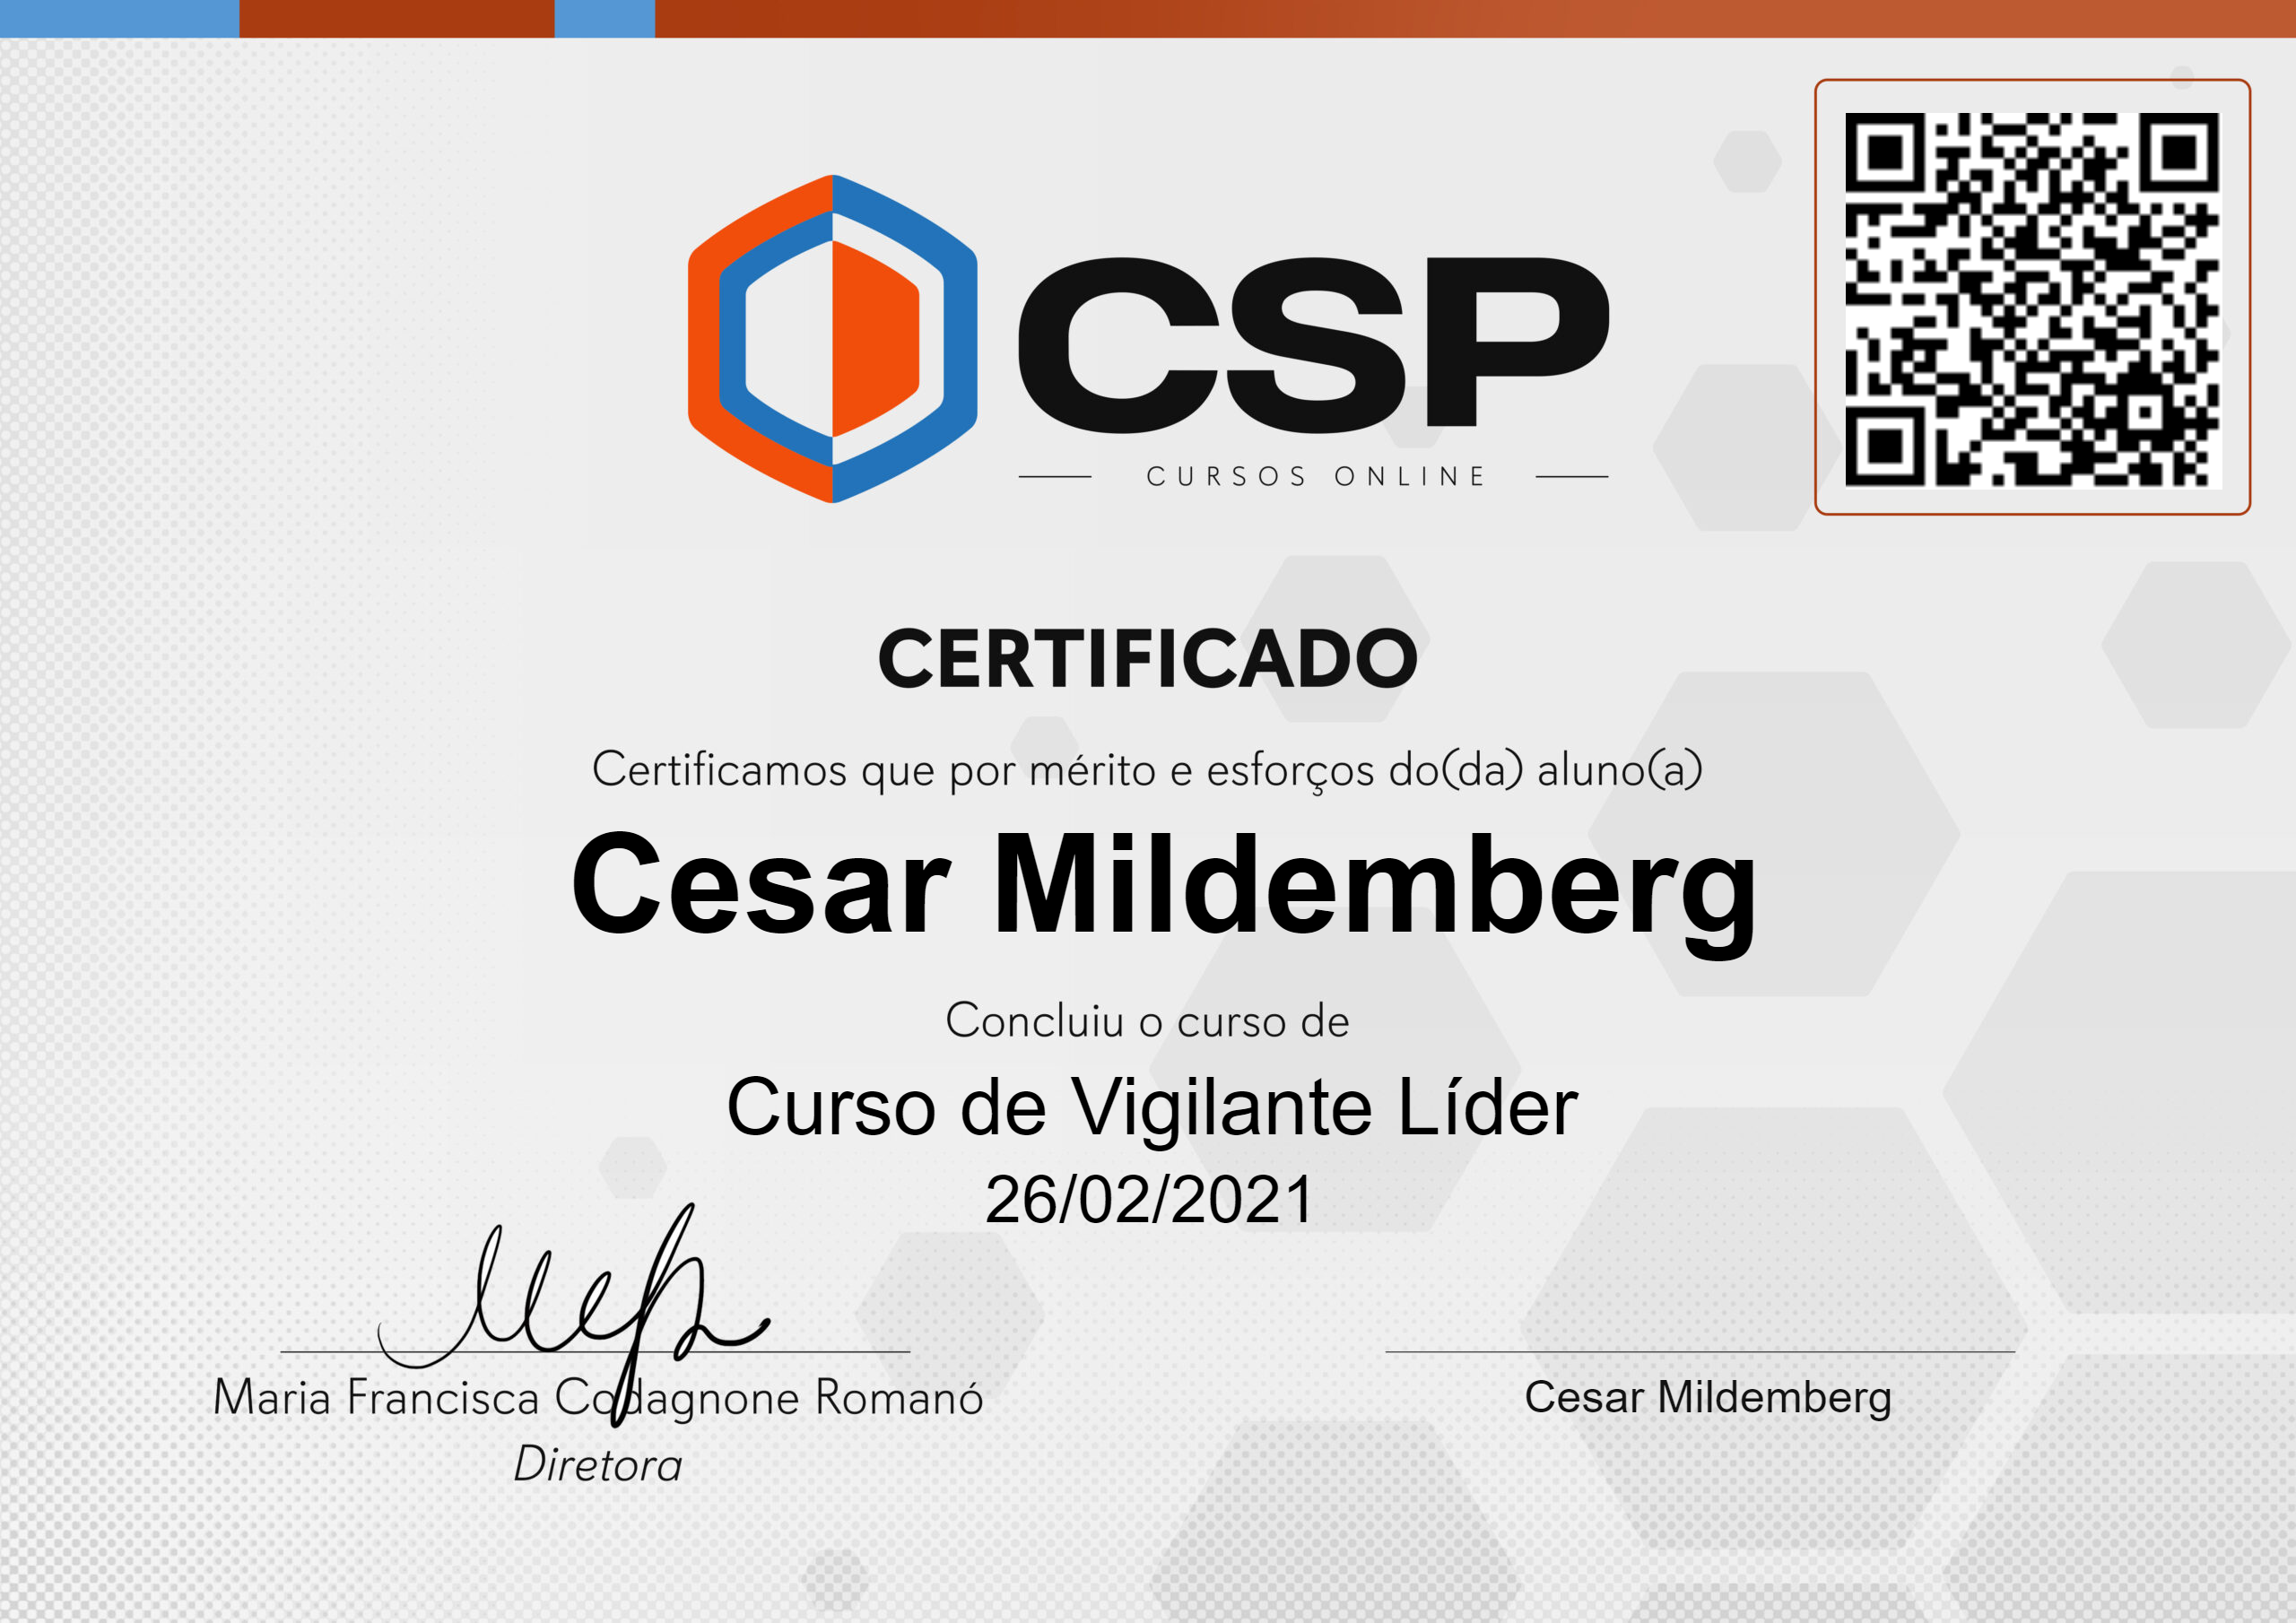 CSP
CURSOS ONLINE
CERTIFICADO
Certificamos que por mérito e esforços do(da) aluno(a)
Cesar Mildemberg
Concluiu o curso de
Curso de Vigilante Líder
26/02/2021
Maria Francisca Codagnone Romanó
Diretora
Cesar Mildemberg